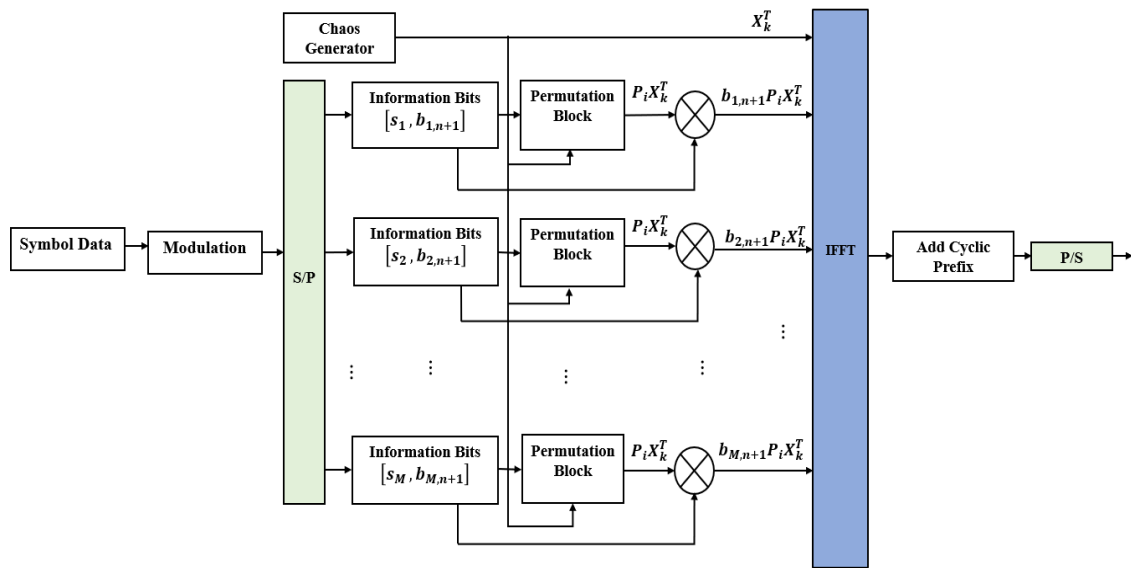 Chaos
Generator
$X_k^T$
Information Bits
$[s_1, b_{1,n+1}]$
Permutation
Block
$P_i X_k^T$
$b_{1,n+1} P_i X_k^T$
Symbol Data
Modulation
S/P
Information Bits
$[s_2, b_{2,n+1}]$
Permutation
Block
$P_i X_k^T$
$b_{2,n+1} P_i X_k^T$
IFFT
Add Cyclic
Prefix
P/S
⋮ ⋮ ⋮ ⋮ ⋮
Information Bits
$[s_M, b_{M,n+1}]$
Permutation
Block
$P_i X_k^T$
$b_{M,n+1} P_i X_k^T$